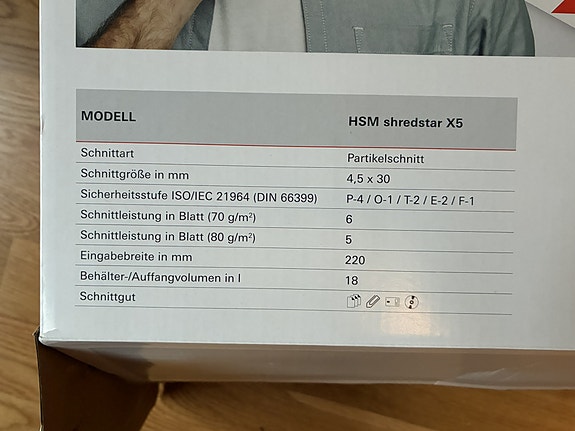 MODELL HSM shredstar X5
Schnittart Partikelschnitt
Schnittgröße in mm 4,5 x 30
Sicherheitsstufe ISO/IEC 21964 (DIN 66399) P-4 / O-1 / T-2 / E-2 / F-1
Schnittleistung in Blatt (70 g/m²) 6
Schnittleistung in Blatt (80 g/m²) 5
Eingabebreite in mm 220
Behälter-/Auffangvolumen in l 18
Schnittgut